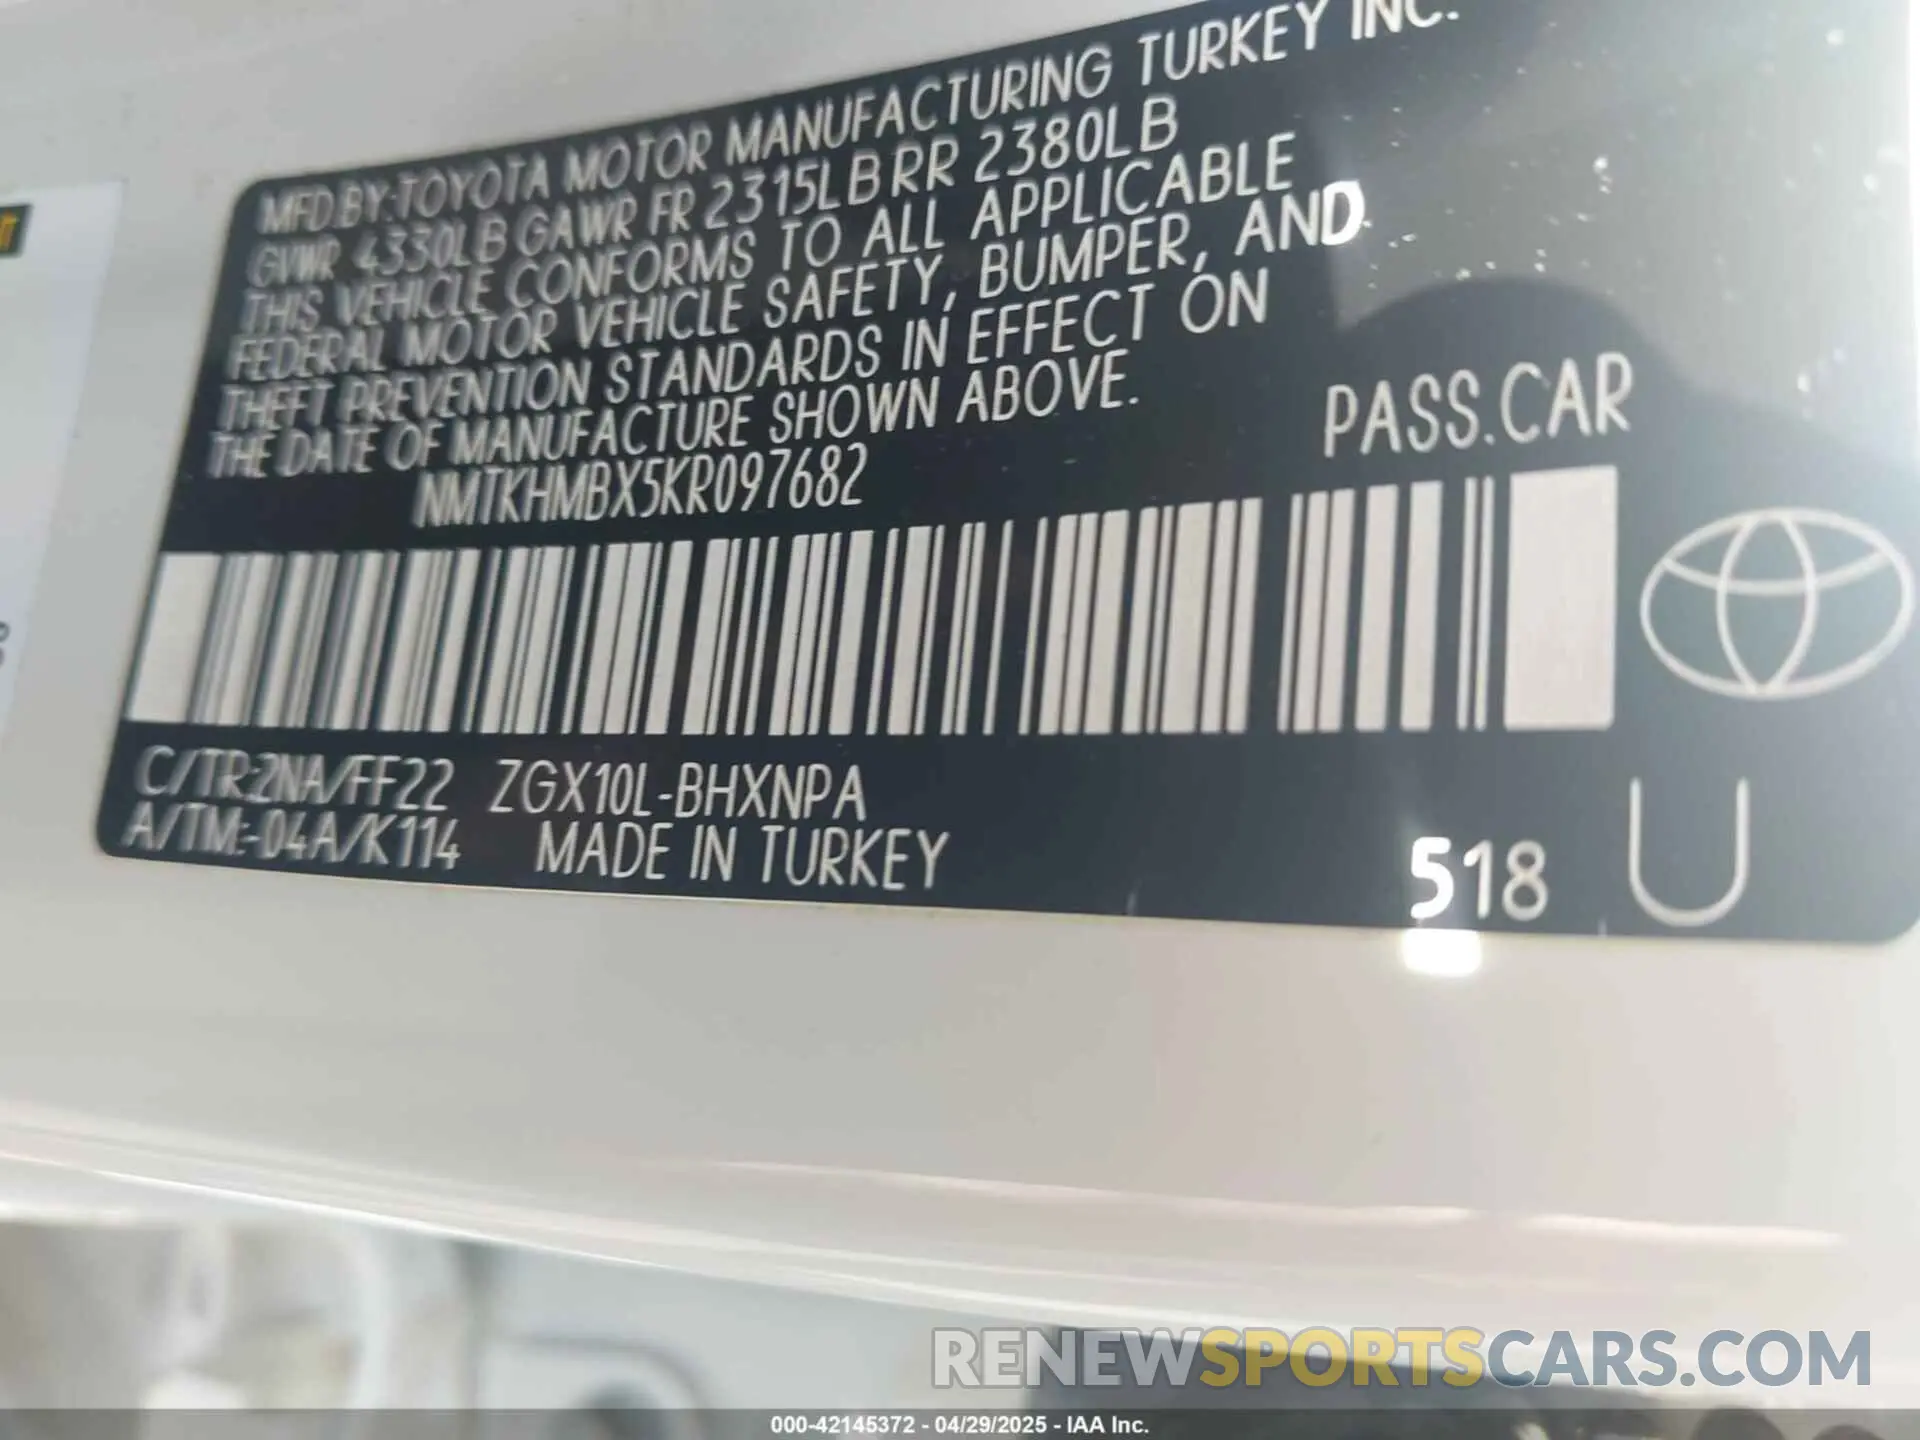 MFD.BY:TOYOTA MOTOR MANUFACTURING TURKEY INC.
GVWR 4330LB GAWR FR 2315LB RR 2380LB
THIS VEHICLE CONFORMS TO ALL APPLICABLE
FEDERAL MOTOR VEHICLE SAFETY, BUMPER, AND
THEFT PREVENTION STANDARDS IN EFFECT ON
THE DATE OF MANUFACTURE SHOWN ABOVE.
NMTKHMBX5KR097682 PASS.CAR
C/TR:2NA/FF22 ZGX10L-BHXNPA
A/TM:-04A/K114 MADE IN TURKEY
518 U
RENEWSPORTSCARS.COM
000-42145372 - 04/29/2025 - IAA Inc.